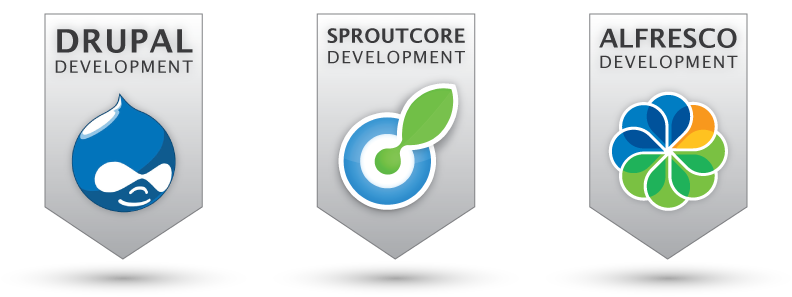 DRUPAL
DEVELOPMENT
SPROUTCORE
DEVELOPMENT
ALFRESCO
DEVELOPMENT